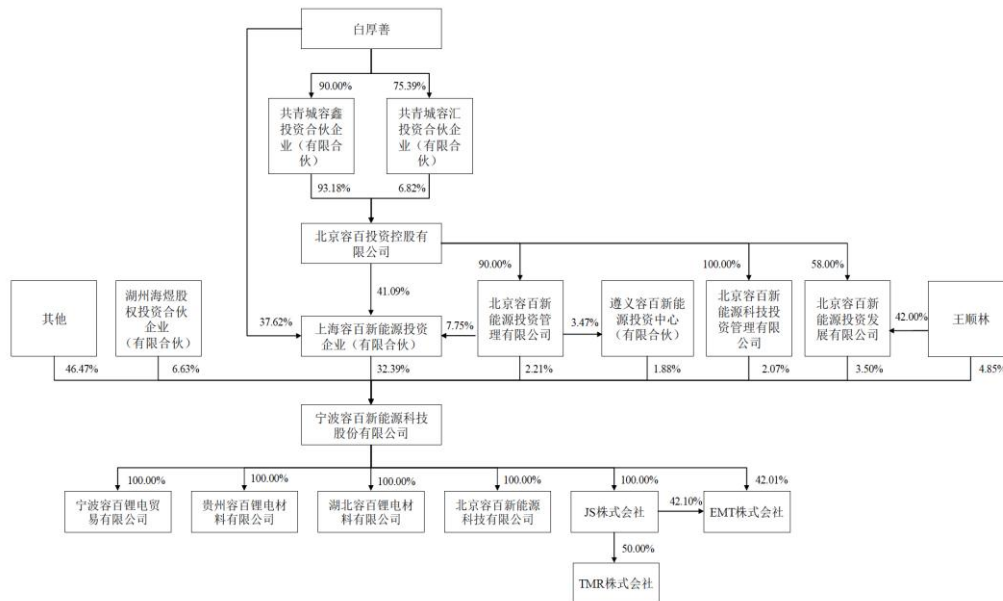 白厚善
90.00%
75.39%
共青城容鑫
投资合伙企
业（有限合
伙）
共青城容汇
投资合伙企
业（有限合
伙）
93.18%
6.82%
北京容百投资控股有
限公司
41.09%
90.00%
100.00%
58.00%
其他
湖州海煜股
权投资合伙
企业
（有限合伙）
37.62%
上海容百新能源投资
企业（有限合伙）
7.75%
北京容百新
能源投资管
理有限公司
3.47%
遵义容百新能
源投资中心
（有限合伙）
北京容百新
能源科技投
资管理有限
公司
北京容百新
能源投资发
展有限公司
42.00%
王顺林
46.47%
6.63%
32.39%
2.21%
1.88%
2.07%
3.50%
4.85%
宁波容百新能源科技
股份有限公司
100.00%
100.00%
100.00%
100.00%
100.00%
42.01%
宁波容百锂电贸
易有限公司
贵州容百锂电材
料有限公司
湖北容百锂电材
料有限公司
北京容百新能源
科技有限公司
JS株式会社
42.10%
EMT株式会社
50.00%
TMR株式会社